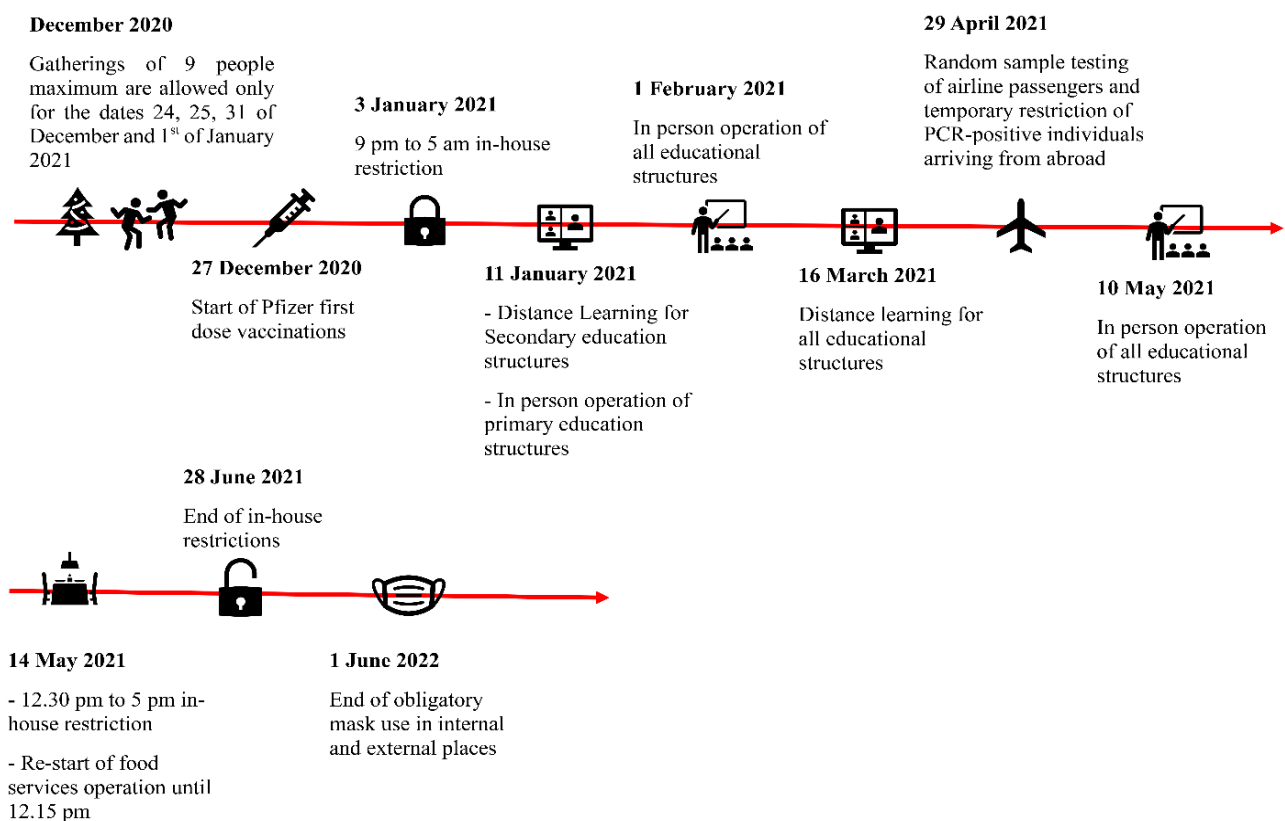 December 2020
Gatherings of 9 people
maximum are allowed only
for the dates 24, 25, 31 of
December and 1st of January
2021
3 January 2021
9 pm to 5 am in-house
restriction
1 February 2021
In person operation of
all educational
structures
29 April 2021
Random sample testing
of airline passengers and
temporary restriction of
PCR-positive individuals
arriving from abroad
27 December 2020
Start of Pfizer first
dose vaccinations
11 January 2021
- Distance Learning for
Secondary education
structures
- In person operation of
primary education
structures
16 March 2021
Distance learning for
all educational
structures
10 May 2021
In person operation
of all educational
structures
28 June 2021
End of in-house
restrictions
14 May 2021
- 12.30 pm to 5 pm in-
house restriction
- Re-start of food
services operation until
12.15 pm
1 June 2022
End of obligatory
mask use in internal
and external places